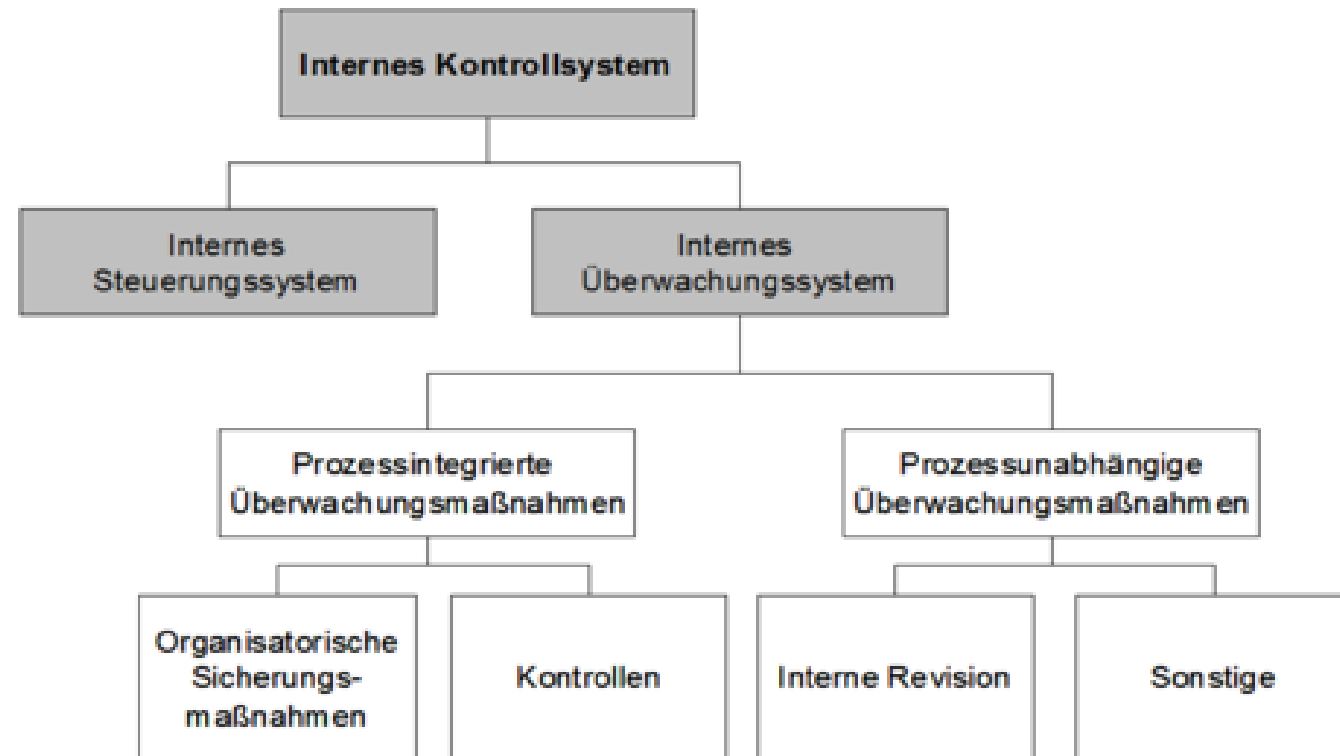 Internes Kontrollsystem
Internes
Steuerungssystem
Internes
Überwachungssystem
Prozessintegrierte
Überwachungsmaßnahmen
Prozessunabhängige
Überwachungsmaßnahmen
Organisatorische
Sicherungs-
maßnahmen
Kontrollen
Interne Revision
Sonstige